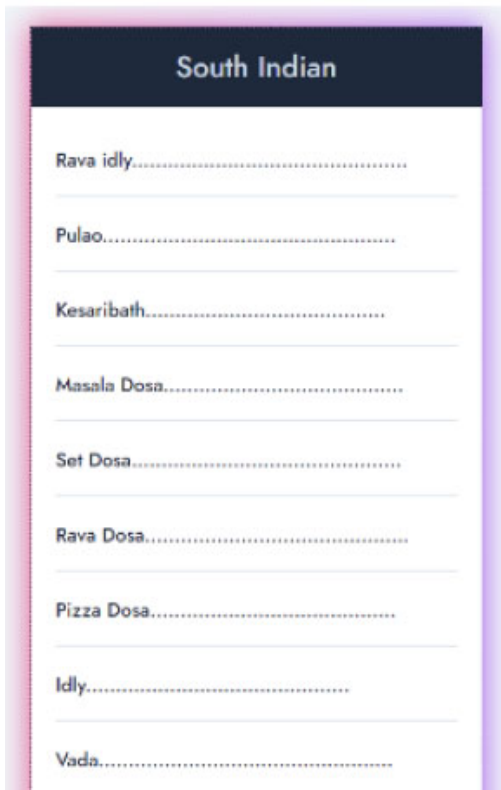 South Indian
Rava idly..............................................
Pulao.................................................
Kesaribath........................................
Masala Dosa........................................
Set Dosa.............................................
Rava Dosa............................................
Pizza Dosa.........................................
Idly............................................
Vada.................................................